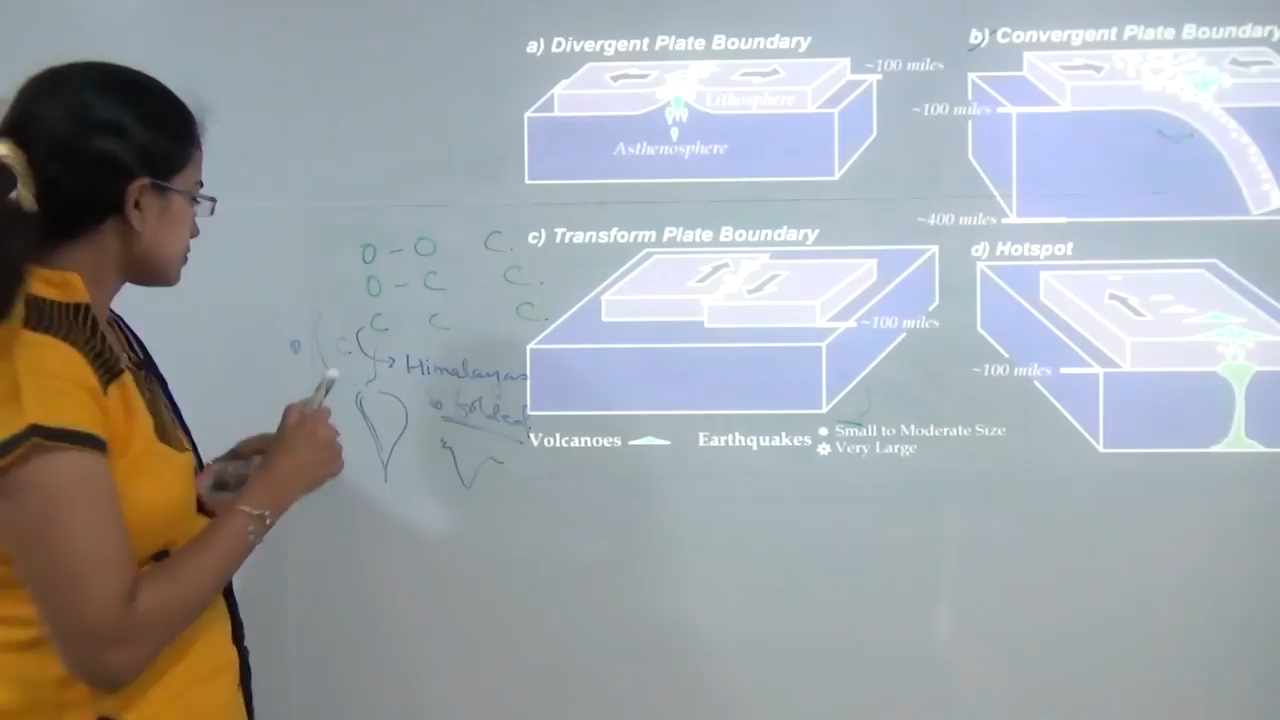 a) Divergent Plate Boundary
~100 miles
Lithosphere
Asthenosphere
b) Convergent Plate Boundary
~100 miles
~400 miles
O - O C.
O - C C.
C C C.
O C
Himalayas
folded
c) Transform Plate Boundary
~100 miles
d) Hotspot
~100 miles
Volcanoes
Earthquakes
Small to Moderate Size
Very Large